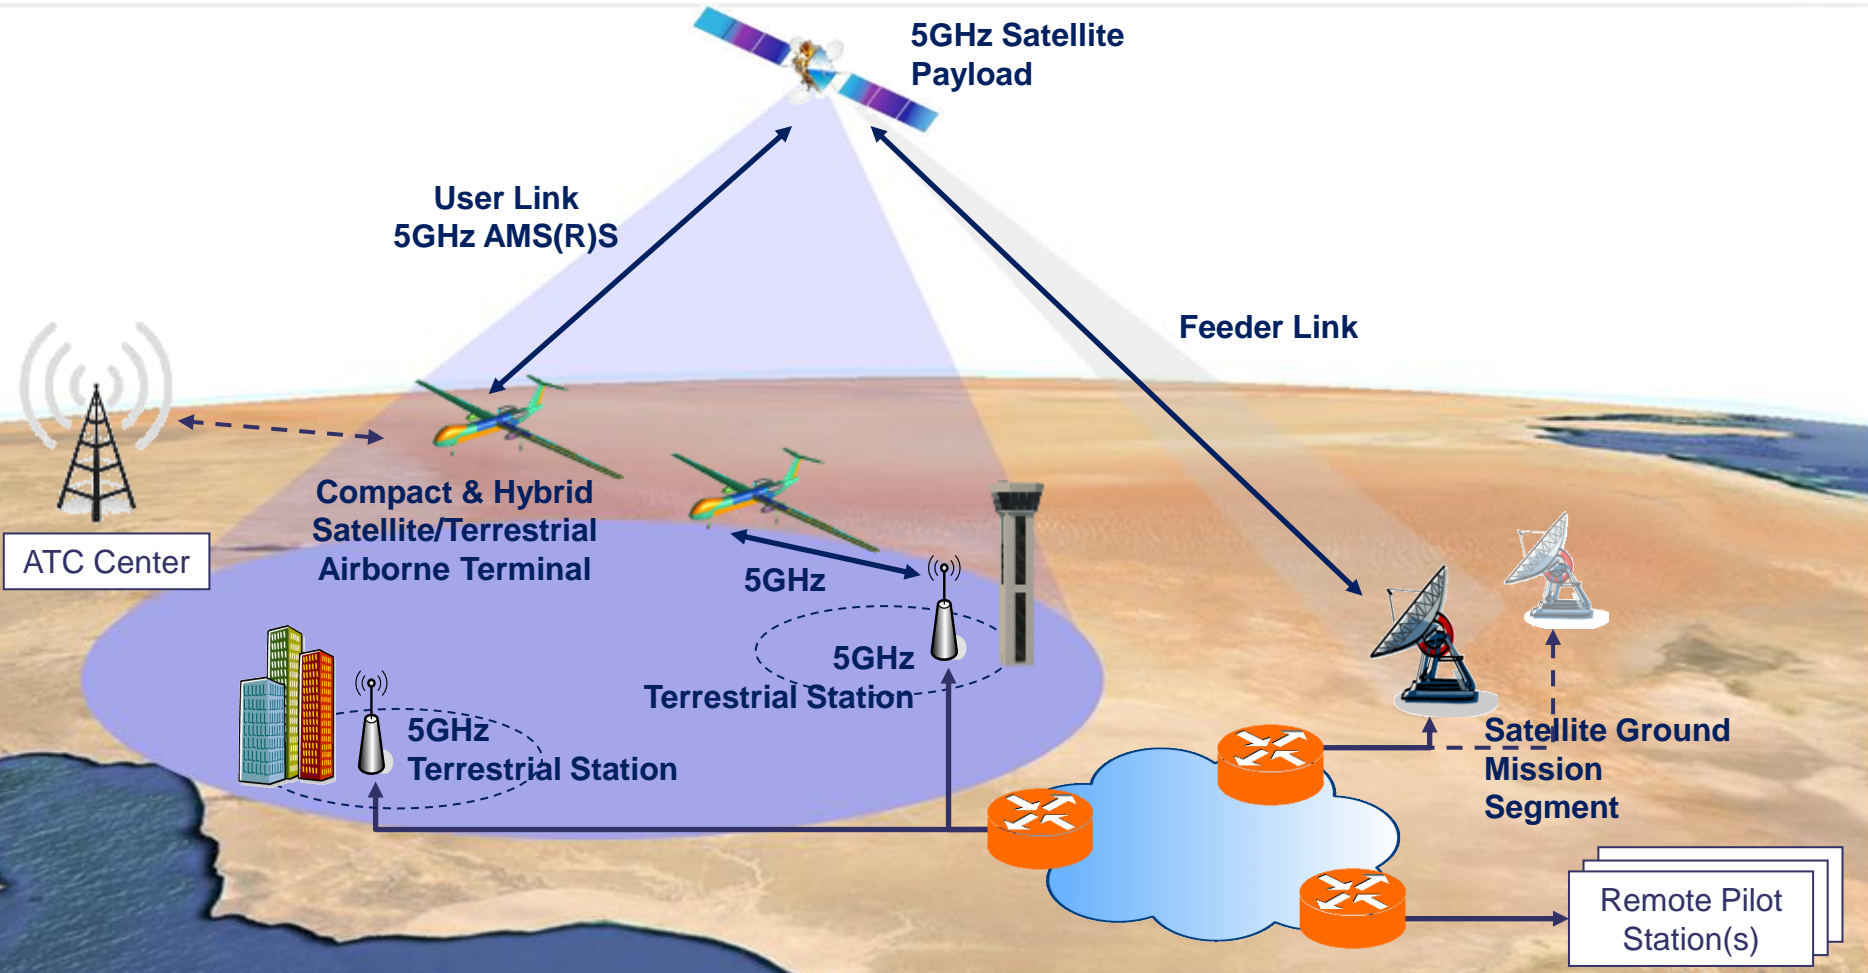 5GHz Satellite
Payload
User Link
5GHz AMS(R)S
Feeder Link
Compact & Hybrid
Satellite/Terrestrial
Airborne Terminal
ATC Center
5GHz
5GHz
Terrestrial Station
5GHz
Terrestrial Station
Satellite Ground
Mission
Segment
Remote Pilot
Station(s)